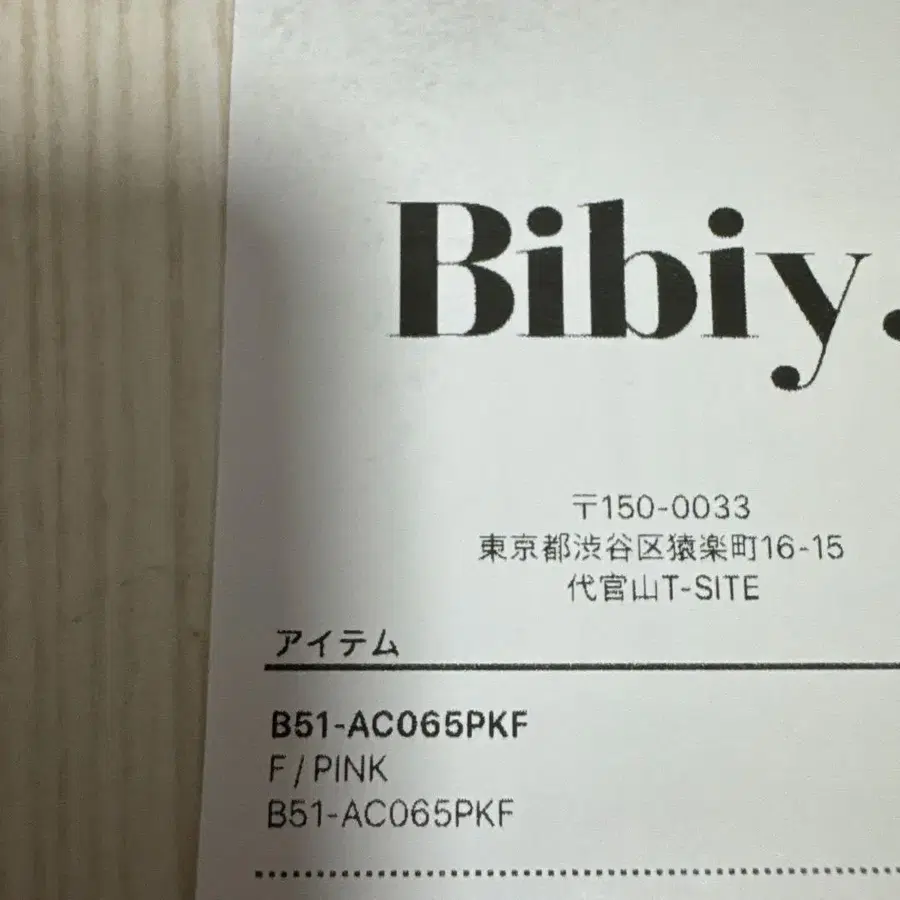 Bibiy.
〒150-0033
東京都渋谷区猿楽町16-15
代官山T-SITE
アイテム
B51-AC065PKF
F / PINK
B51-AC065PKF